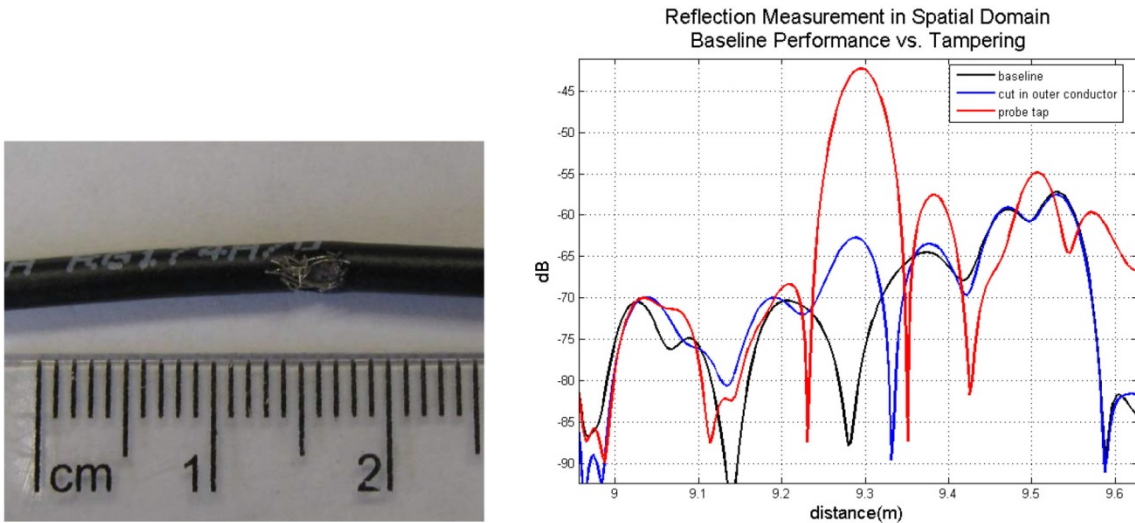 RG174A/U
cm 1 2
Reflection Measurement in Spatial Domain
Baseline Performance vs. Tampering
baseline
cut in outer conductor
probe tap
-45
-50
-55
-60
-65
-70
-75
-80
-85
-90
dB
9 9.1 9.2 9.3 9.4 9.5 9.6
distance(m)